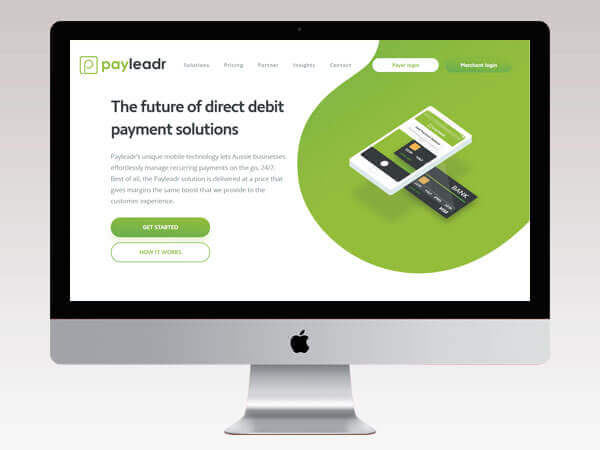 payleadr
Solutions Pricing Partner Insights Contact Payer login Merchant login
The future of direct debit
payment solutions
Payleadr's unique mobile technology lets Aussie businesses
effortlessly manage recurring payments on the go, 24/7.
Best of all, the Payleadr solution is delivered at a price that
gives margins the same boost that we provide to the
customer experience.
GET STARTED
HOW IT WORKS
BANK